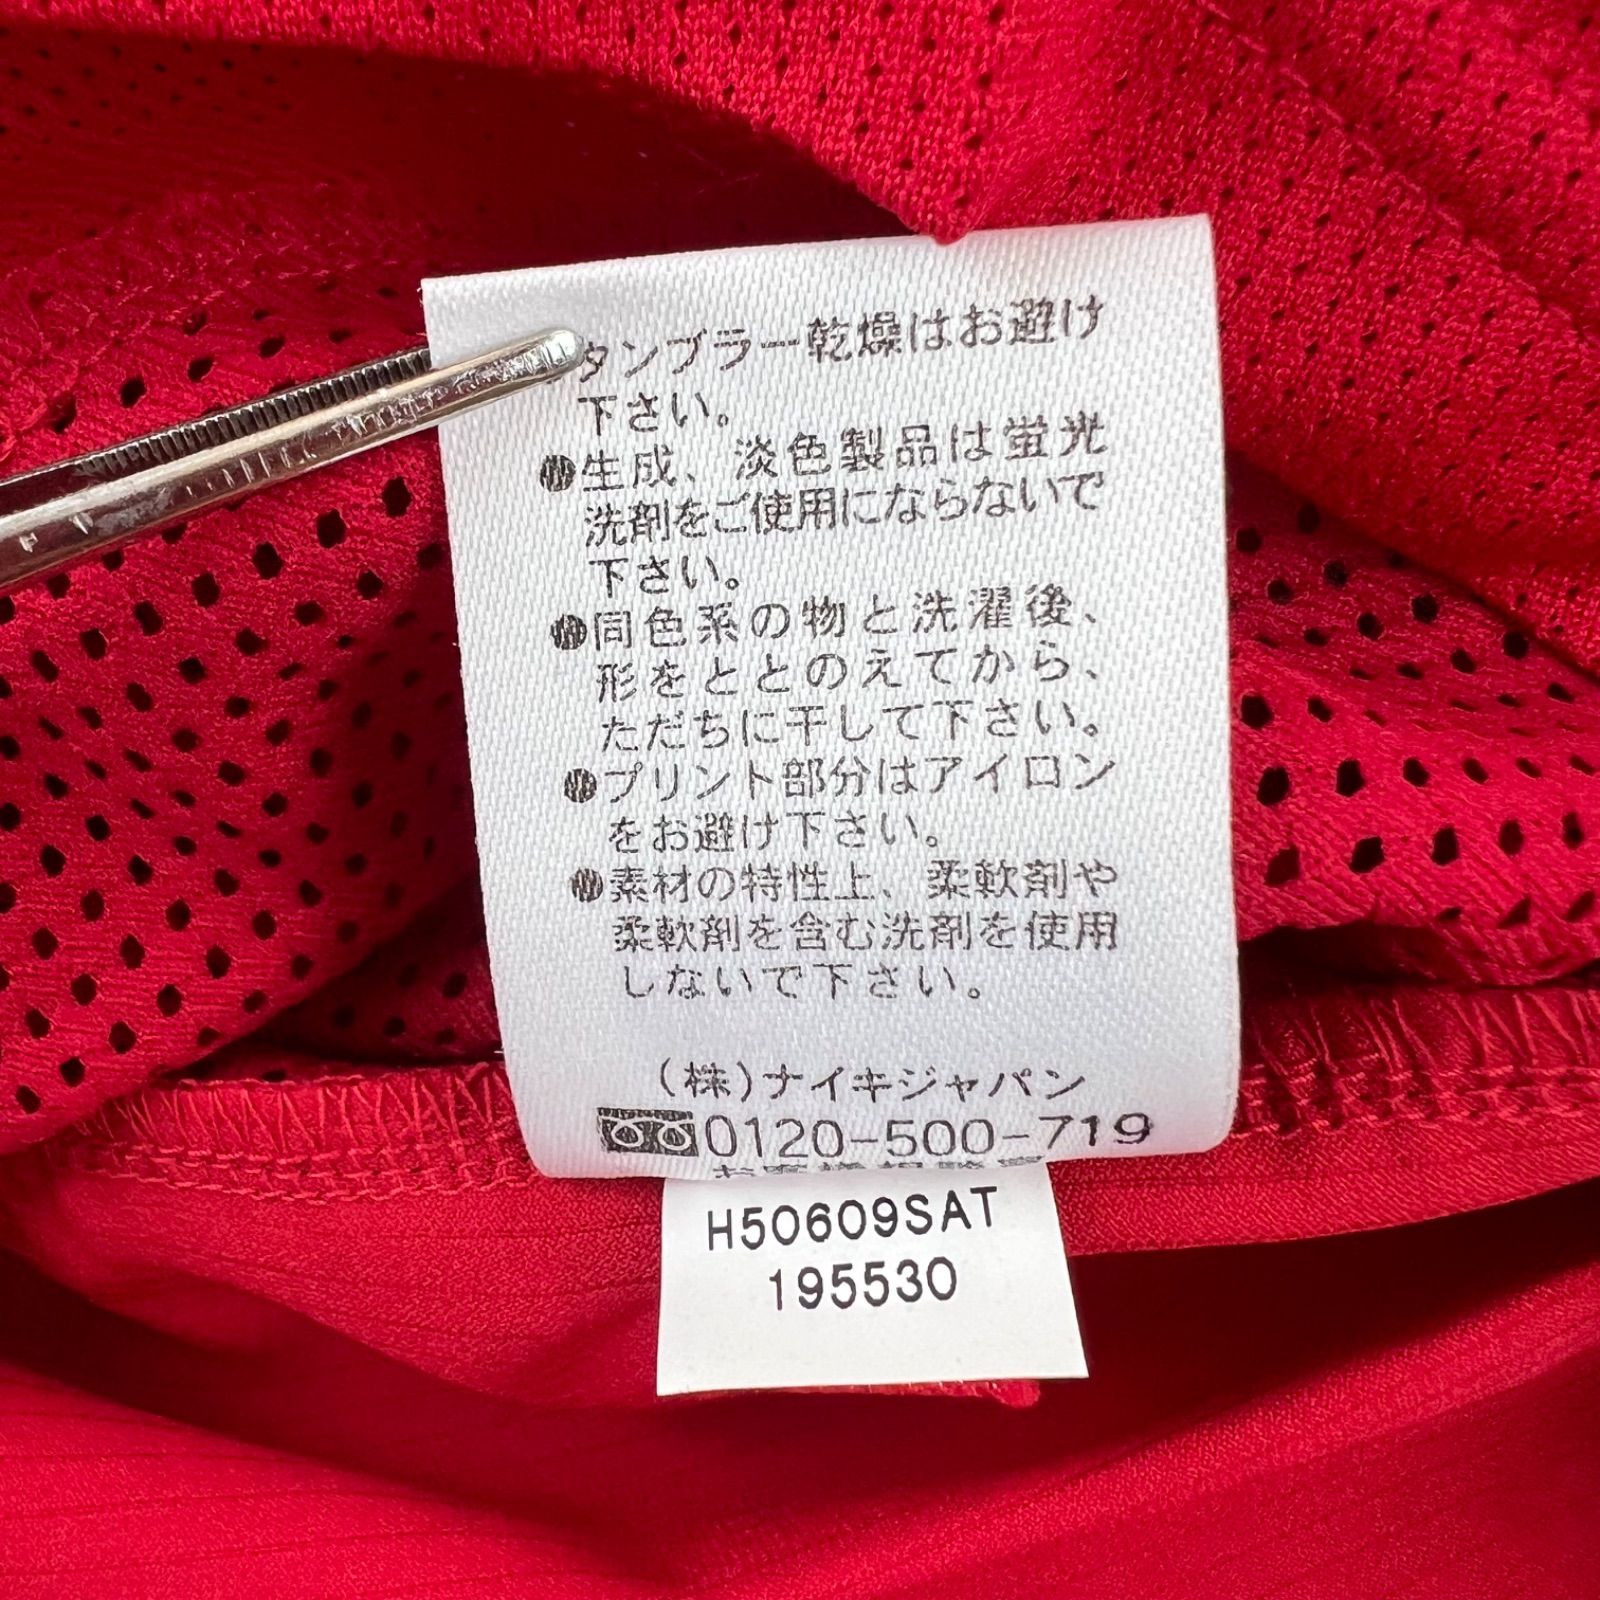 タンブラー乾燥はお避け
下さい。
●生成、淡色製品は蛍光
洗剤をご使用にならないで
下さい。
●同色系の物と洗濯後、
形をととのえてから、
ただちに干して下さい。
●プリント部分はアイロン
をお避け下さい。
●素材の特性上、柔軟剤や
柔軟剤を含む洗剤を使用
しないで下さい。
(株)ナイキジャパン
0120-500-719
H50609SAT
195530